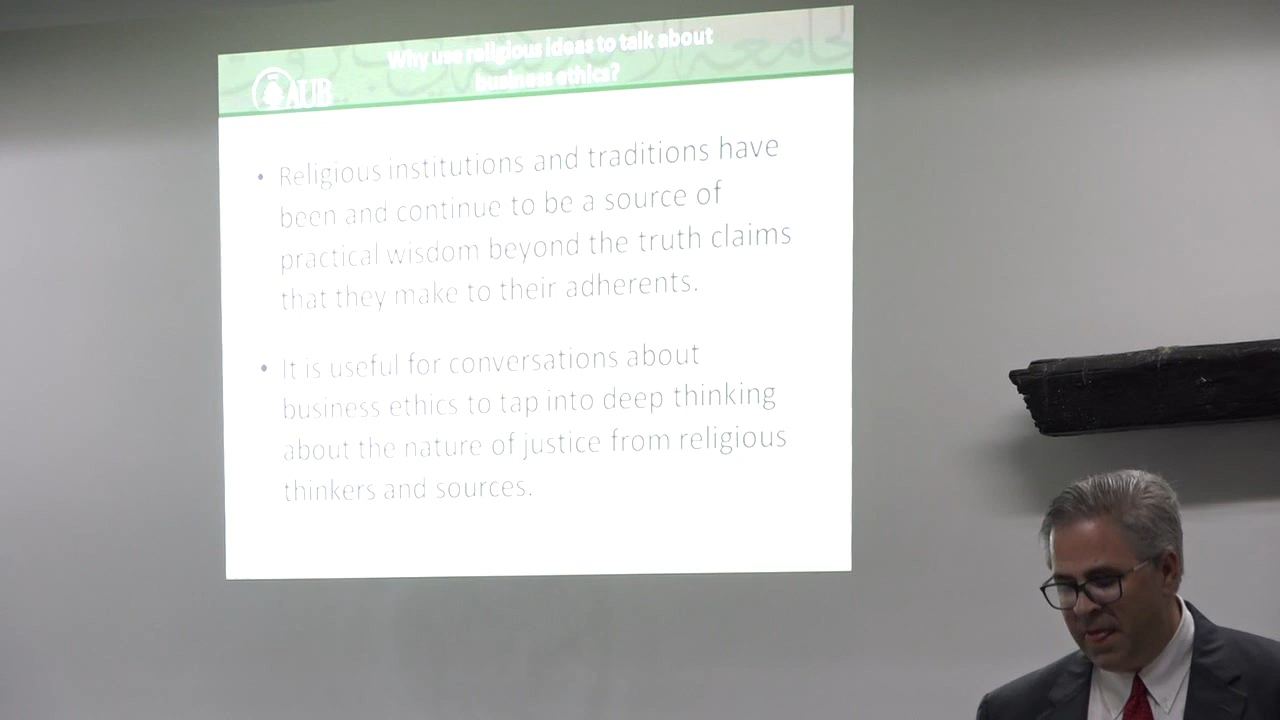 Why use religious ideas to talk about
business ethics?
AUB
• Religious institutions and traditions have
been and continue to be a source of
practical wisdom beyond the truth claims
that they make to their adherents.
• It is useful for conversations about
business ethics to tap into deep thinking
about the nature of justice from religious
thinkers and sources.